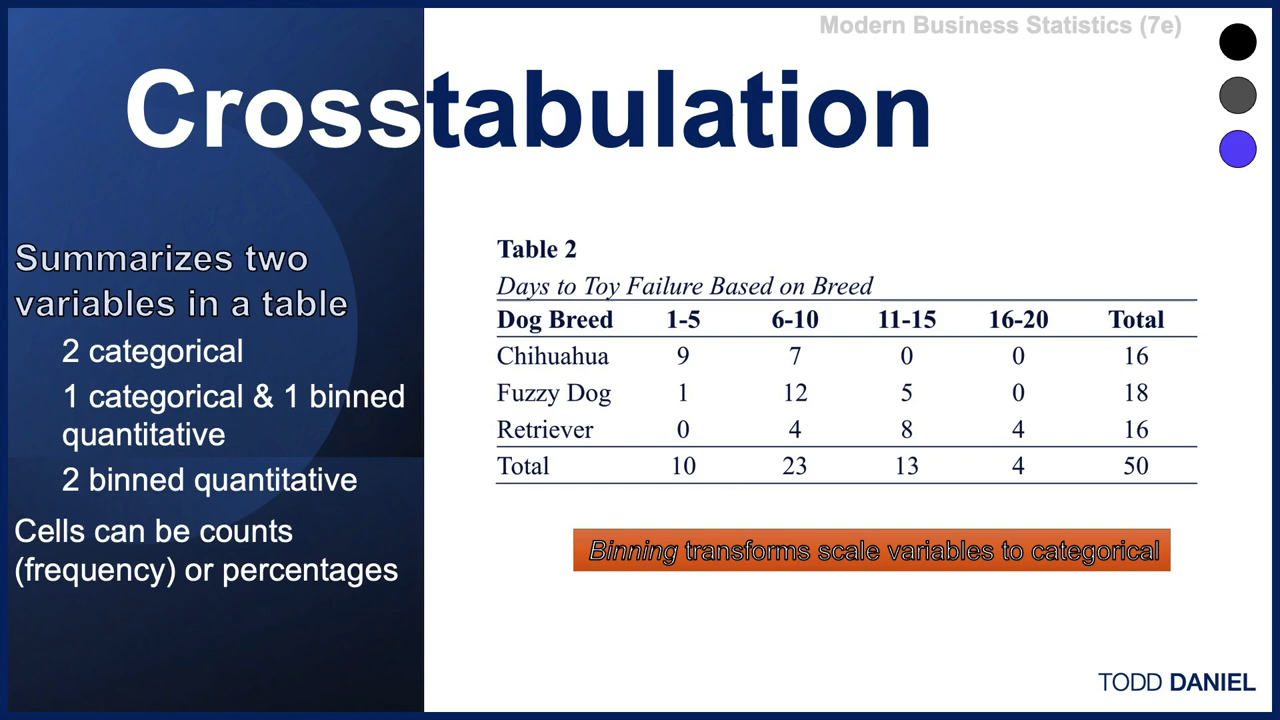 Modern Business Statistics (7e)
Crosstabulation
Summarizes two
variables in a table
2 categorical
1 categorical & 1 binned
quantitative
2 binned quantitative
Cells can be counts
(frequency) or percentages
Table 2
Days to Toy Failure Based on Breed
Dog Breed 1-5 6-10 11-15 16-20 Total
Chihuahua 9 7 0 0 16
Fuzzy Dog 1 12 5 0 18
Retriever 0 4 8 4 16
Total 10 23 13 4 50
Binning transforms scale variables to categorical
TODD DANIEL